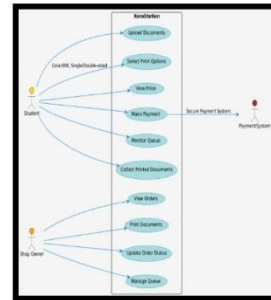 XeroxStation
Upload Documents
Color/BW, Single/Double-sided
Select Print Options
View Price
Student
Make Payment
Secure Payment System
PaymentSystem
Monitor Queue
Collect Printed Documents
View Orders
Print Documents
Shop Owner
Update Order Status
Manage Queue